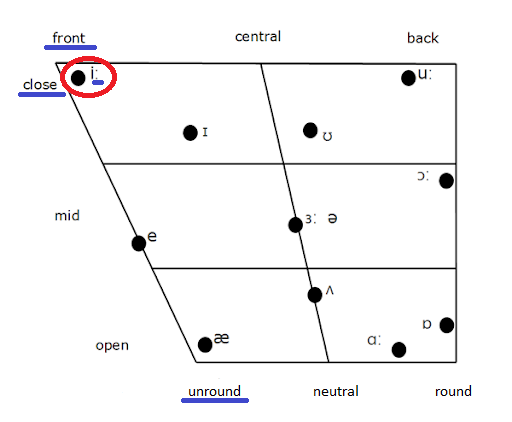 front central back
close iː uː
ɪ ʊ
ɔː
mid e ɜː ə
ʌ
æ ɑː ɒ
open
unround neutral round